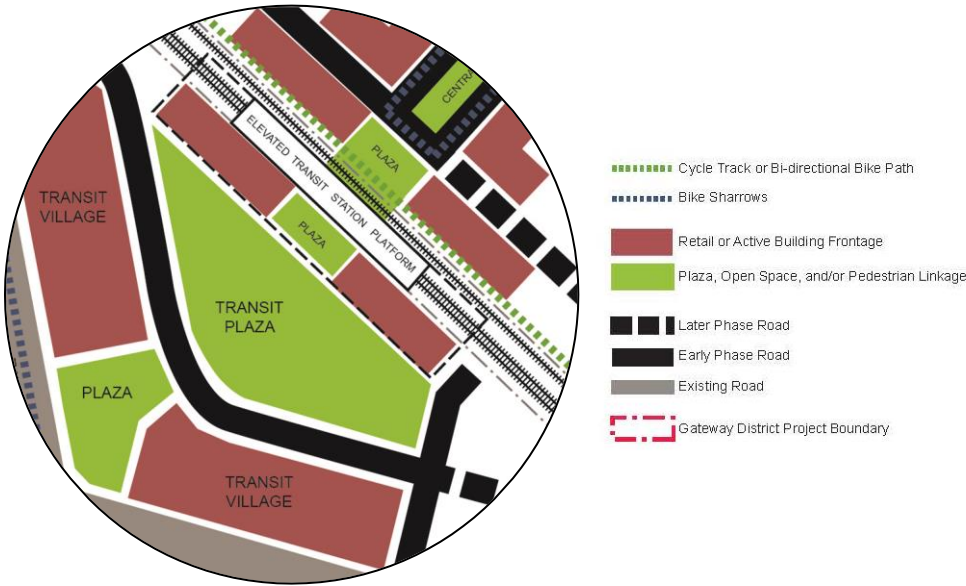 CENTRA
ELEVATED TRANSIT STATION PLATFORM
PLAZA
TRANSIT
VILLAGE
PLAZA
TRANSIT
PLAZA
PLAZA
TRANSIT
VILLAGE
Cycle Track or Bi-directional Bike Path
Bike Sharrows
Retail or Active Building Frontage
Plaza, Open Space, and/or Pedestrian Linkage
Later Phase Road
Early Phase Road
Existing Road
Gateway District Project Boundary